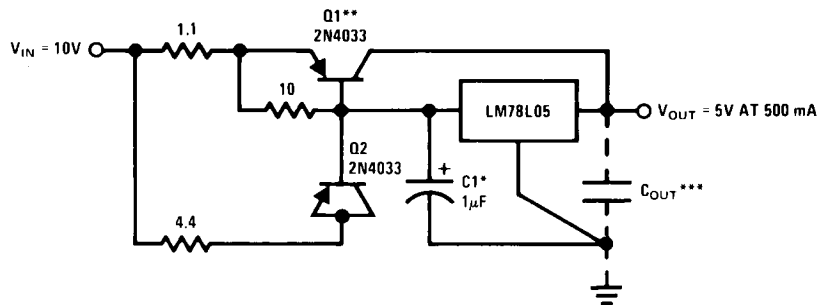 Q1**
2N4033
1.1
V_IN = 10V
10
LM78L05
V_OUT = 5V AT 500 mA
Q2
2N4033
C1*
1μF
+
C_OUT***
4.4